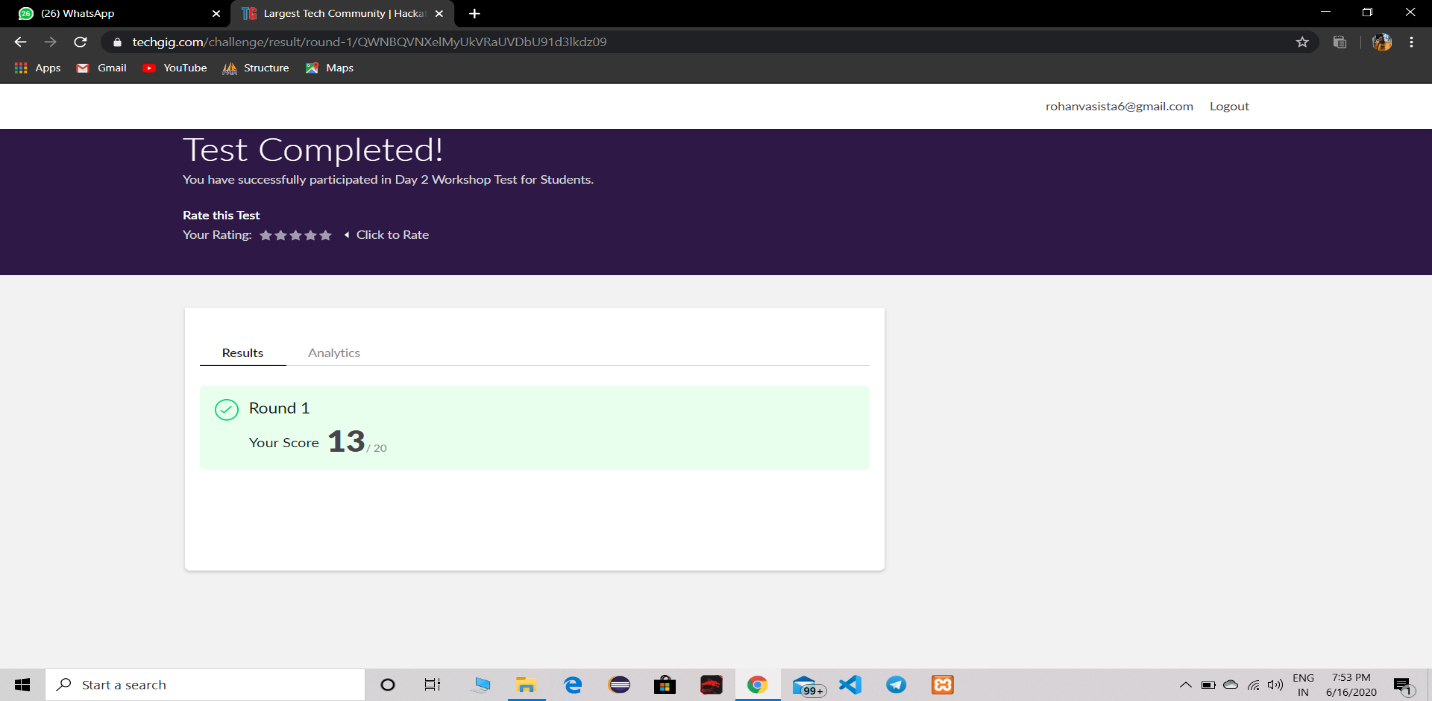 (26) WhatsApp
Largest Tech Community | Hacka
techgig.com/challenge/result/round-1/
Apps Gmail YouTube Structure Maps
rohanvasista6@gmail.com Logout
Test Completed!
You have successfully participated in Day 2 Workshop Test for Students.
Rate this Test
Your Rating: Click to Rate
Results Analytics
Round 1
Your Score 13 / 20
Start a search
99+
ENG
IN
7:53 PM
6/16/2020
1